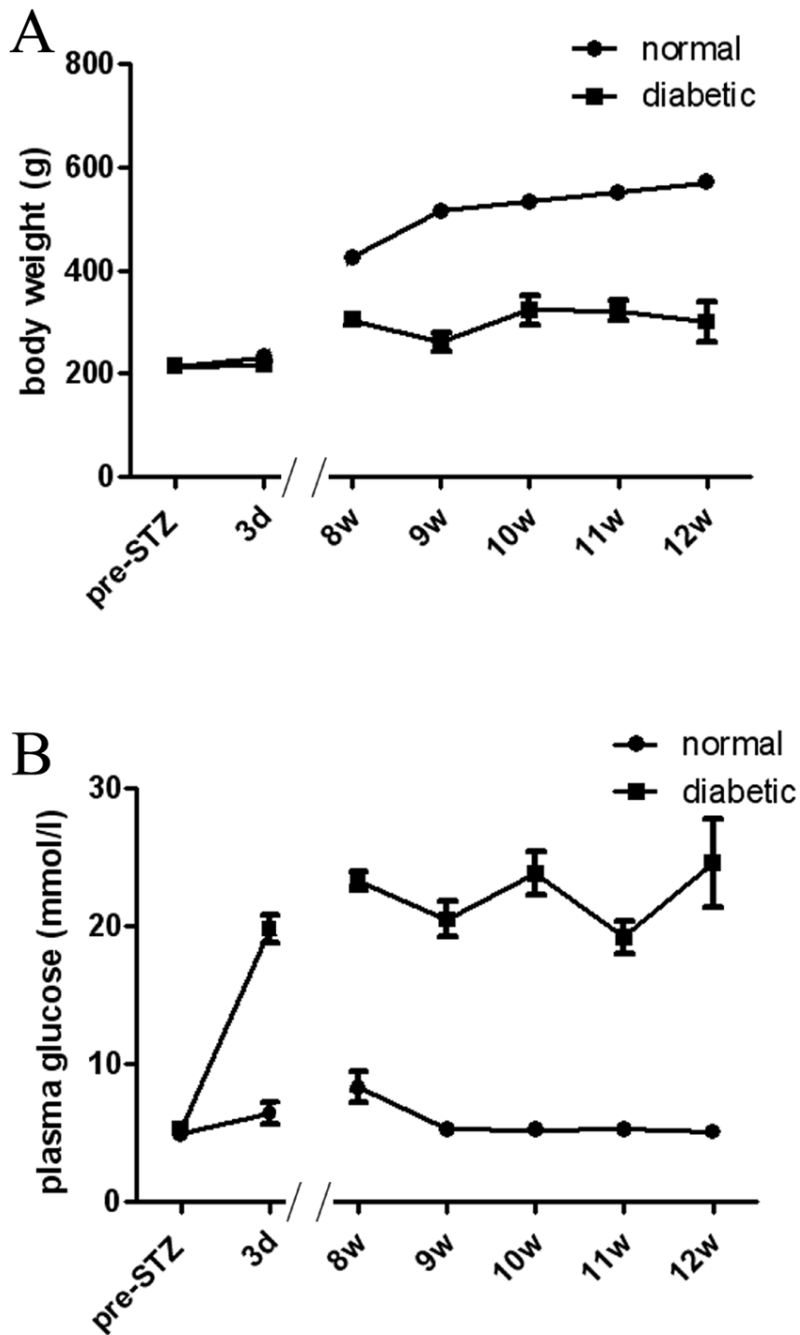 A
normal
diabetic
body weight (g)
800
600
400
200
0
pre-STZ
3d
8w
9w
10w
11w
12w
B
normal
diabetic
plasma glucose (mmol/l)
30
20
10
0
pre-STZ
3d
8w
9w
10w
11w
12w